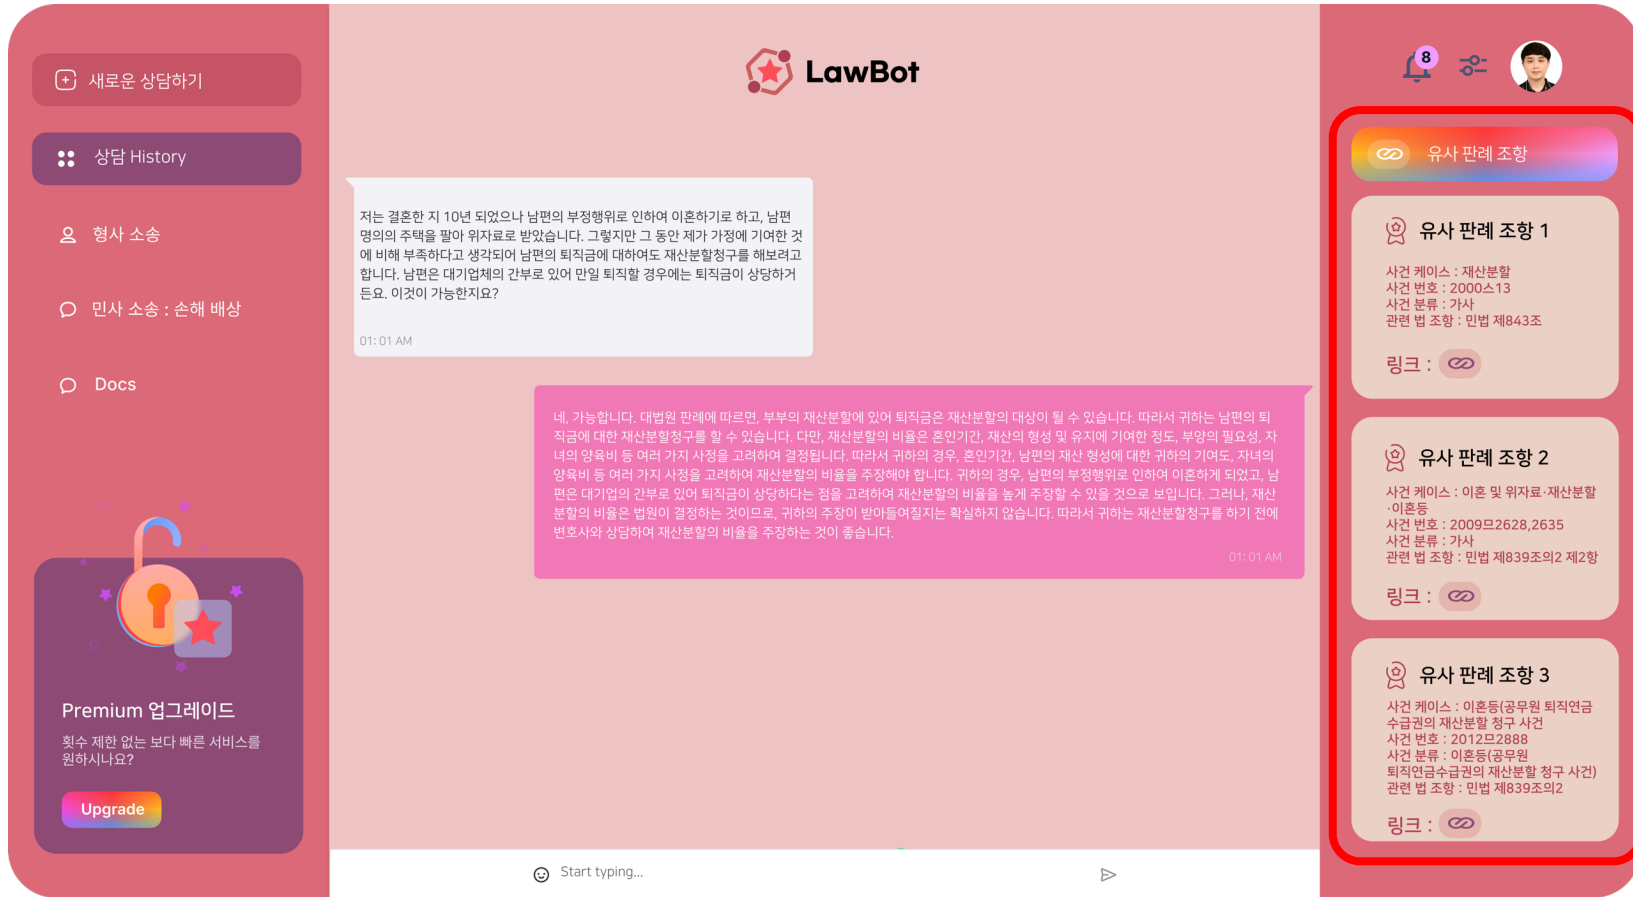 새로운 상담하기
상담 History
형사 소송
민사 소송 : 손해 배상
Docs
Premium 업그레이드
횟수 제한 없는 보다 빠른 서비스를
원하시나요?
Upgrade
LawBot
저는 결혼한 지 10년 되었으나 남편의 부정행위로 인하여 이혼하기로 하고, 남편
명의의 주택을 팔아 위자료로 받았습니다. 그렇지만 그 동안 제가 가정에 기여한 것
에 비해 부족하다고 생각되어 남편의 퇴직금에 대하여도 재산분할청구를 해보려고
합니다. 남편은 대기업체의 간부로 있어 만일 퇴직할 경우에는 퇴직금이 상당하거
든요. 이것이 가능한지요?
01: 01 AM
네, 가능합니다. 대법원 판례에 따르면, 부부의 재산분할에 있어 퇴직금은 재산분할의 대상이 될 수 있습니다. 따라서 귀하는 남편의 퇴
직금에 대한 재산분할청구를 할 수 있습니다. 다만, 재산분할의 비율은 혼인기간, 재산의 형성 및 유지에 기여한 정도, 부양의 필요성, 자
녀의 양육비 등 여러 가지 사정을 고려하여 결정됩니다. 따라서 귀하의 경우, 혼인기간, 남편의 재산 형성에 대한 귀하의 기여도, 자녀의
양육비 등 여러 가지 사정을 고려하여 재산분할의 비율을 주장해야 합니다. 귀하의 경우, 남편의 부정행위로 인하여 이혼하게 되었고, 남
편은 대기업의 간부로 있어 퇴직금이 상당하다는 점을 고려하여 재산분할의 비율을 높게 주장할 수 있을 것으로 보입니다. 그러나, 재산
분할의 비율은 법원이 결정하는 것이므로, 귀하의 주장이 받아들여질지는 확실하지 않습니다. 따라서 귀하는 재산분할청구를 하기 전에
변호사와 상담하여 재산분할의 비율을 주장하는 것이 좋습니다.
01: 01 AM
Start typing...
8
유사 판례 조항
유사 판례 조항 1
사건 케이스 : 재산분할
사건 번호 : 2000스13
사건 분류 : 가사
관련 법 조항 : 민법 제843조
링크 :
유사 판례 조항 2
사건 케이스 : 이혼 및 위자료·재산분할
·이혼등
사건 번호 : 2009므2628,2635
사건 분류 : 가사
관련 법 조항 : 민법 제839조의2 제2항
링크 :
유사 판례 조항 3
사건 케이스 : 이혼등(공무원 퇴직연금
수급권의 재산분할 청구 사건
사건 번호 : 2012므2888
사건 분류 : 이혼등(공무원
퇴직연금수급권의 재산분할 청구 사건)
관련 법 조항 : 민법 제839조의2
링크 :